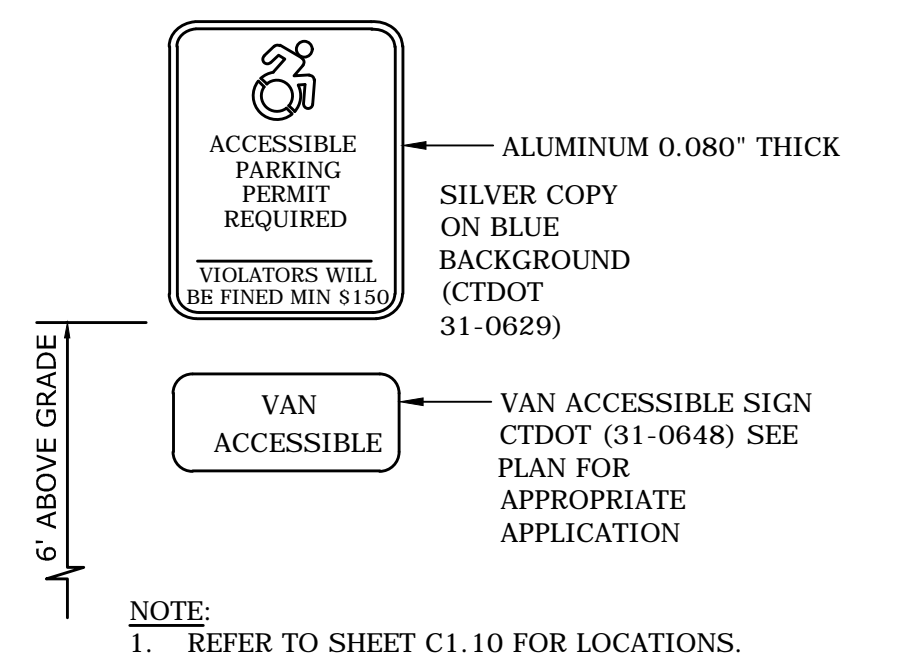 ACCESSIBLE
PARKING
PERMIT
REQUIRED
VIOLATORS WILL
BE FINED MIN $150
ALUMINUM 0.080" THICK
SILVER COPY
ON BLUE
BACKGROUND
(CTDOT
31-0629)
6' ABOVE GRADE
VAN
ACCESSIBLE
VAN ACCESSIBLE SIGN
CTDOT (31-0648) SEE
PLAN FOR
APPROPRIATE
APPLICATION
NOTE:
1. REFER TO SHEET C1.10 FOR LOCATIONS.